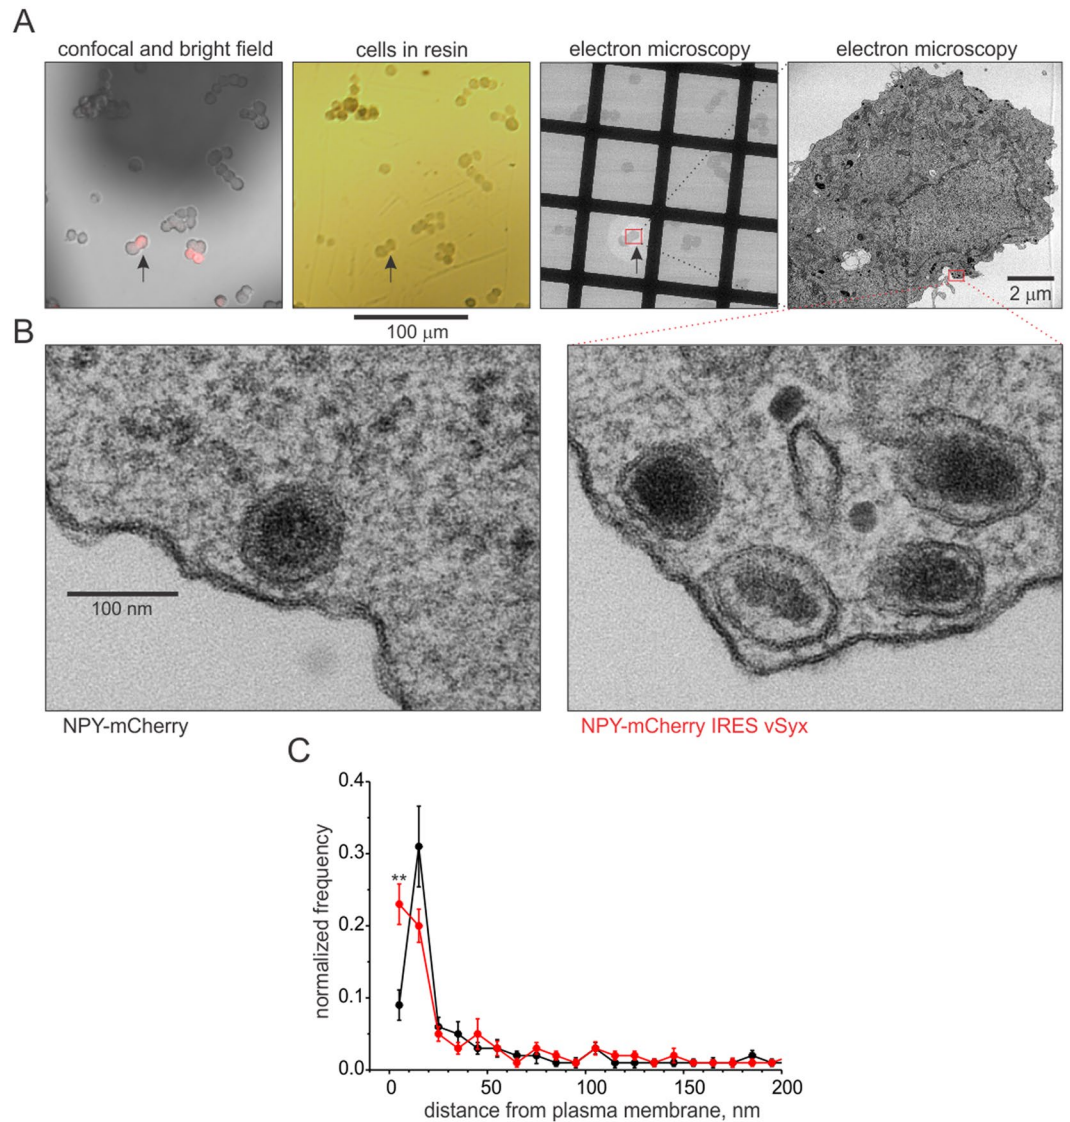 A
confocal and bright field
cells in resin
electron microscopy
electron microscopy
2 μm
100 μm
B
100 nm
NPY-mCherry
NPY-mCherry IRES vSyx
C
0.4
0.3
**
0.2
0.1
0.0
normalized frequency
0 50 100 150 200
distance from plasma membrane, nm